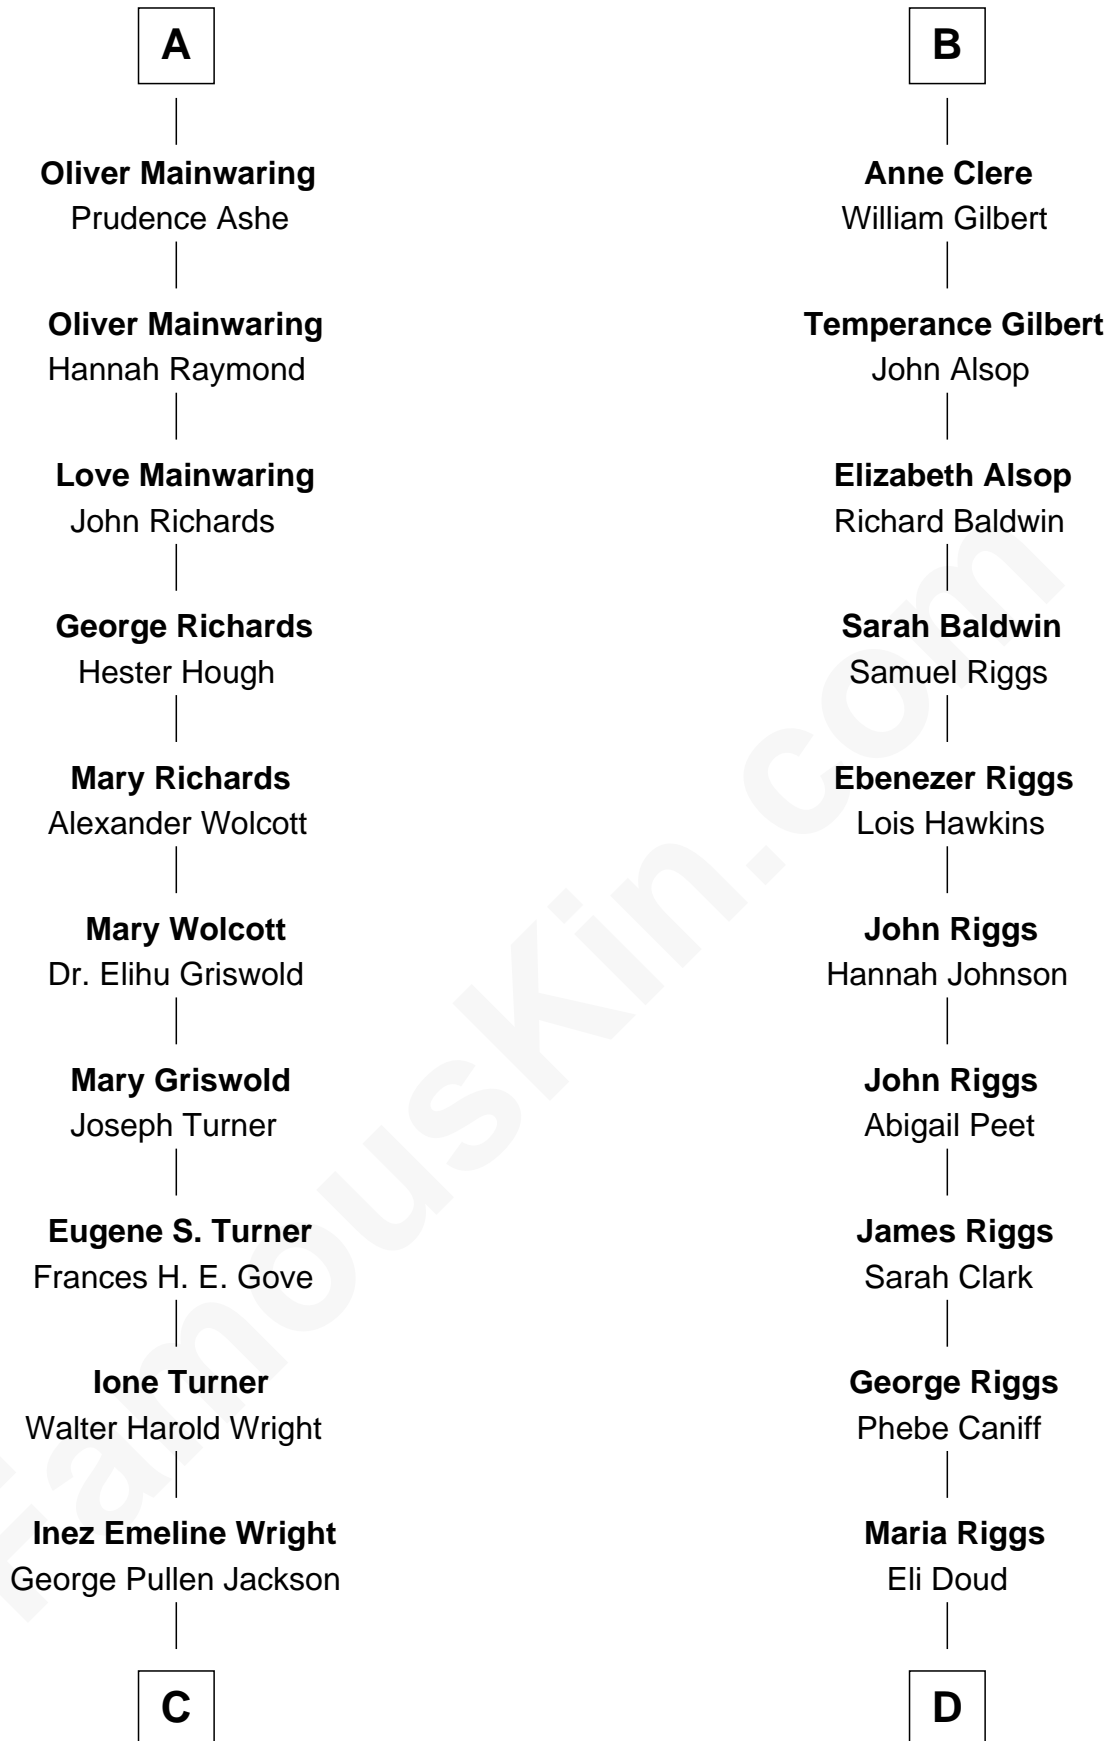 A
Oliver Mainwaring
Prudence Ashe
Oliver Mainwaring
Hannah Raymond
Love Mainwaring
John Richards
George Richards
Hester Hough
Mary Richards
Alexander Wolcott
Mary Wolcott
Dr. Elihu Griswold
Mary Griswold
Joseph Turner
Eugene S. Turner
Frances H. E. Gove
Ione Turner
Walter Harold Wright
Inez Emeline Wright
George Pullen Jackson
C
B
Anne Clere
William Gilbert
Temperance Gilbert
John Alsop
Elizabeth Alsop
Richard Baldwin
Sarah Baldwin
Samuel Riggs
Ebenezer Riggs
Lois Hawkins
John Riggs
Hannah Johnson
John Riggs
Abigail Peet
James Riggs
Sarah Clark
George Riggs
Phebe Caniff
Maria Riggs
Eli Doud
D
FamousKin.com